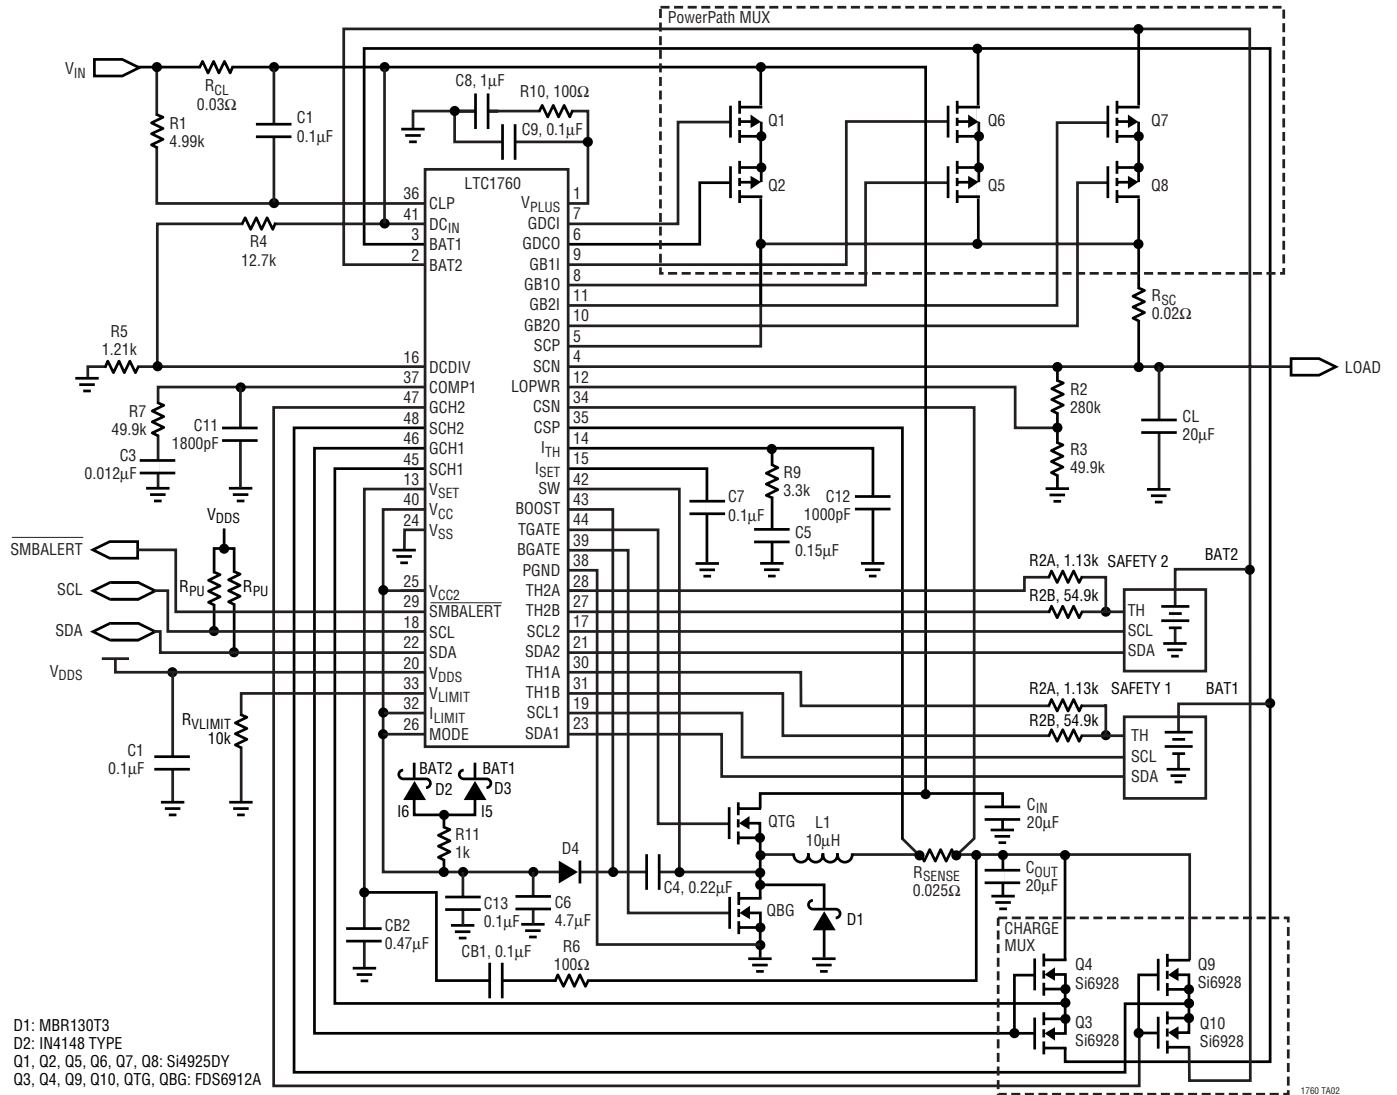 PowerPath MUX
VIN
RCL
0.03Ω
C1
0.1µF
R1
4.99k
C8, 1µF
R10, 100Ω
C9, 0.1µF
Q1
Q2
Q6
Q5
Q7
Q8
LTC1760
36 CLP
41 DCIN
3 BAT1
2 BAT2
16 DCDIV
37 COMP1
47 GCH2
48 SCH2
46 GCH1
45 SCH1
13 VSET
40 VCC
24 VSS
25 VCC2
29 SMBALERT
18 SCL
22 SDA
20 VDDS
33 VLIMIT
32 ILIMIT
26 MODE
VPLUS 1
GDCI 7
GDCO 6
GB1I 9
GB1O 8
GB2I 11
GB2O 10
SCP 5
SCN 4
LOPWR 12
CSN 34
CSP 35
ITH 14
ISET 15
SW 42
BOOST 43
TGATE 44
BGATE 39
PGND 38
TH2A 28
TH2B 27
SCL2 17
SDA2 21
TH1A 30
TH1B 31
SCL1 19
SDA1 23
R4
12.7k
R5
1.21k
R7
49.9k
C3
0.012µF
C11
1800pF
RSC
0.02Ω
LOAD
R2
280k
R3
49.9k
CL
20µF
C7
0.1µF
R9
3.3k
C5
0.15µF
C12
1000pF
VDDS
SMBALERT
SCL
SDA
RPU
RPU
VDDS
C1
0.1µF
RVLIMIT
10k
R2A, 1.13k
SAFETY 2
BAT2
R2B, 54.9k
TH
SCL
SDA
R2A, 1.13k
SAFETY 1
BAT1
R2B, 54.9k
TH
SCL
SDA
BAT2
D2
I6
BAT1
D3
I5
R11
1k
D4
C13
0.1µF
C6
4.7µF
C4, 0.22µF
CB2
0.47µF
CB1, 0.1µF
R6
100Ω
QTG
QBG
L1
10µH
D1
RSENSE
0.025Ω
CIN
20µF
COUT
20µF
CHARGE
MUX
Q4
Si6928
Q3
Si6928
Q9
Si6928
Q10
Si6928
D1: MBR130T3
D2: IN4148 TYPE
Q1, Q2, Q5, Q6, Q7, Q8: Si4925DY
Q3, Q4, Q9, Q10, QTG, QBG: FDS6912A
1760 TA02